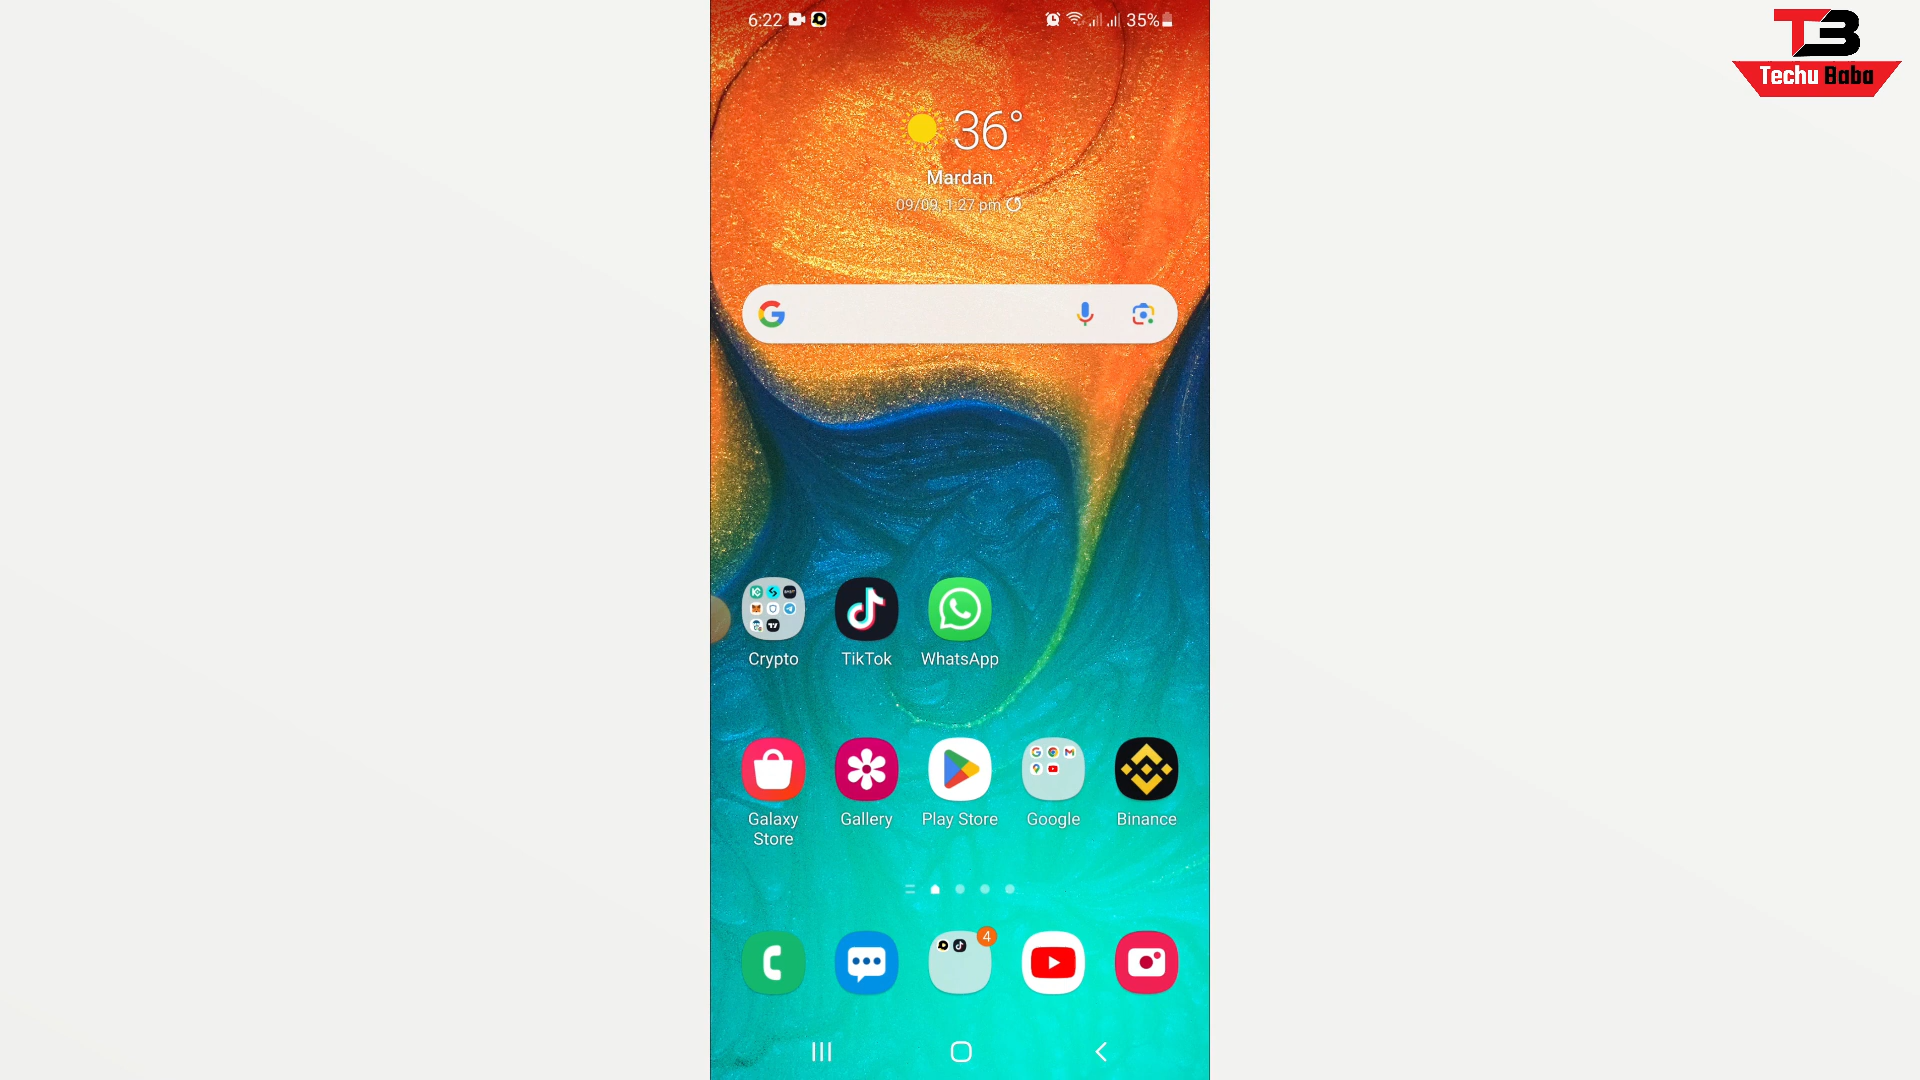 6:22
35%
TB
Techu Baba
36°
Mardan
09/09, 1:27 pm
Crypto
TikTok
WhatsApp
Galaxy
Store
Gallery
Play Store
Google
Binance
4